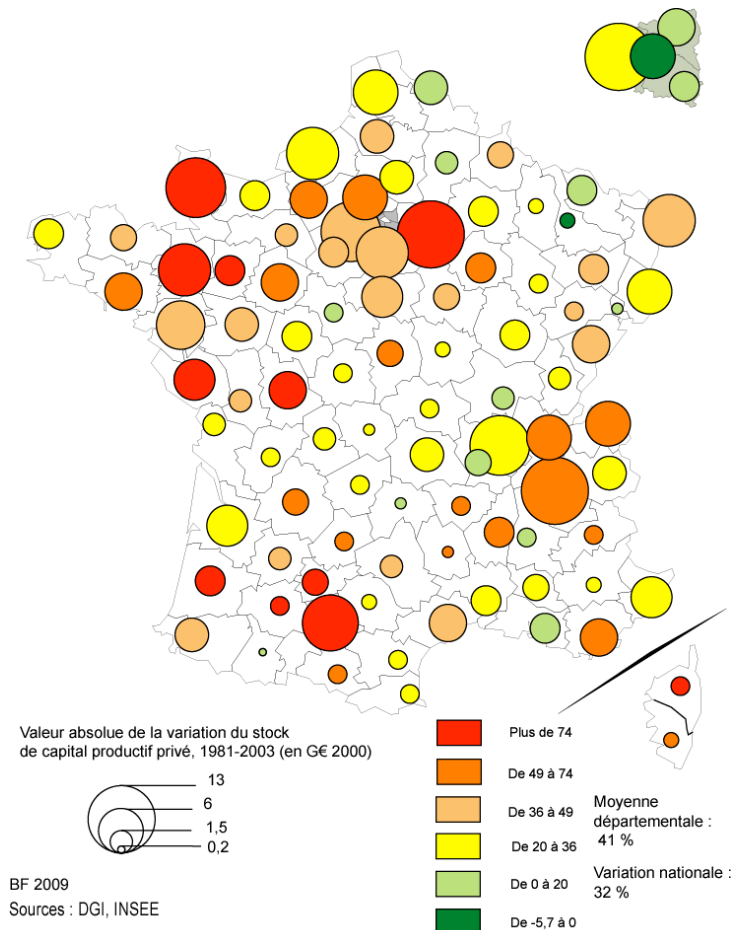 Valeur absolue de la variation du stock
de capital productif privé, 1981-2003 (en G€ 2000)
13
6
1,5
0,2
BF 2009
Sources : DGI, INSEE
Plus de 74
De 49 à 74
De 36 à 49
De 20 à 36
De 0 à 20
De -5,7 à 0
Moyenne
départementale :
41 %
Variation nationale :
32 %